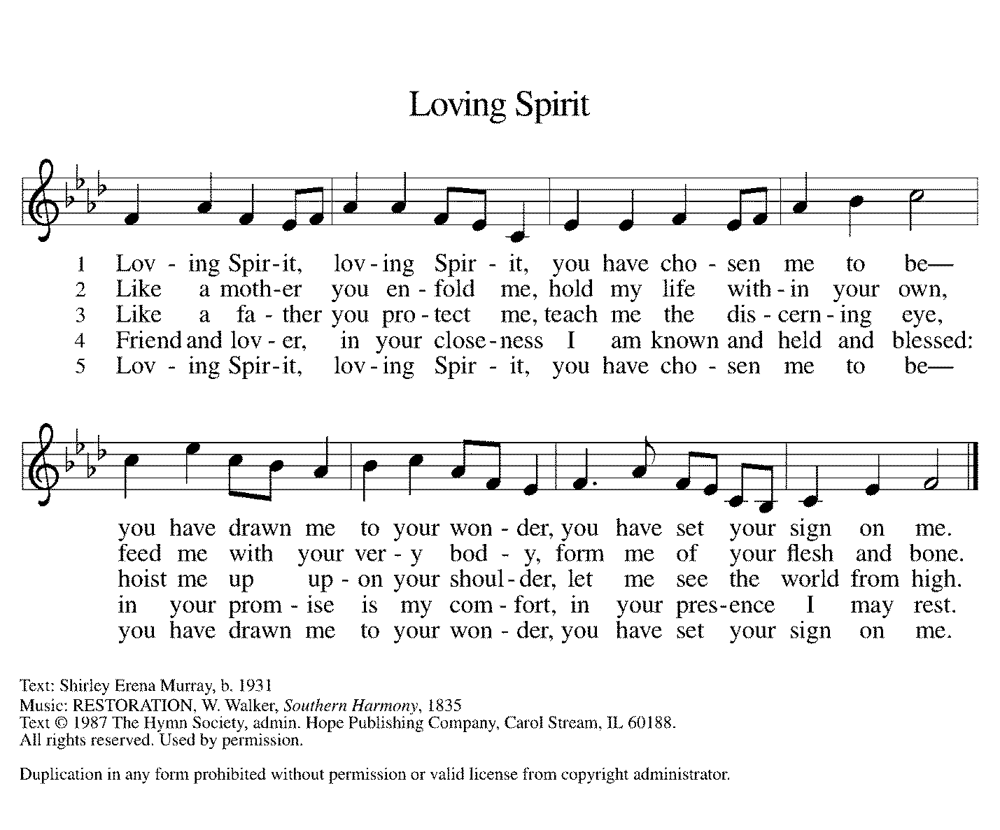 Loving Spirit
1 Lov - ing Spir-it, lov-ing Spir - it, you have cho - sen me to be—
2 Like a moth-er you en - fold me, hold my life with-in your own,
3 Like a fa - ther you pro-tect me, teach me the dis-cern-ing eye,
4 Friend and lov - er, in your close-ness I am known and held and blessed:
5 Lov - ing Spir-it, lov-ing Spir - it, you have cho - sen me to be—
you have drawn me to your won - der, you have set your sign on me.
feed me with your ver - y bod - y, form me of your flesh and bone.
hoist me up up - on your shoul-der, let me see the world from high.
in your prom - ise is my com - fort, in your pres-ence I may rest.
you have drawn me to your won - der, you have set your sign on me.
Text: Shirley Erena Murray, b. 1931
Music: RESTORATION, W. Walker, Southern Harmony, 1835
Text © 1987 The Hymn Society, admin. Hope Publishing Company, Carol Stream, IL 60188.
All rights reserved. Used by permission.
Duplication in any form prohibited without permission or valid license from copyright administrator.